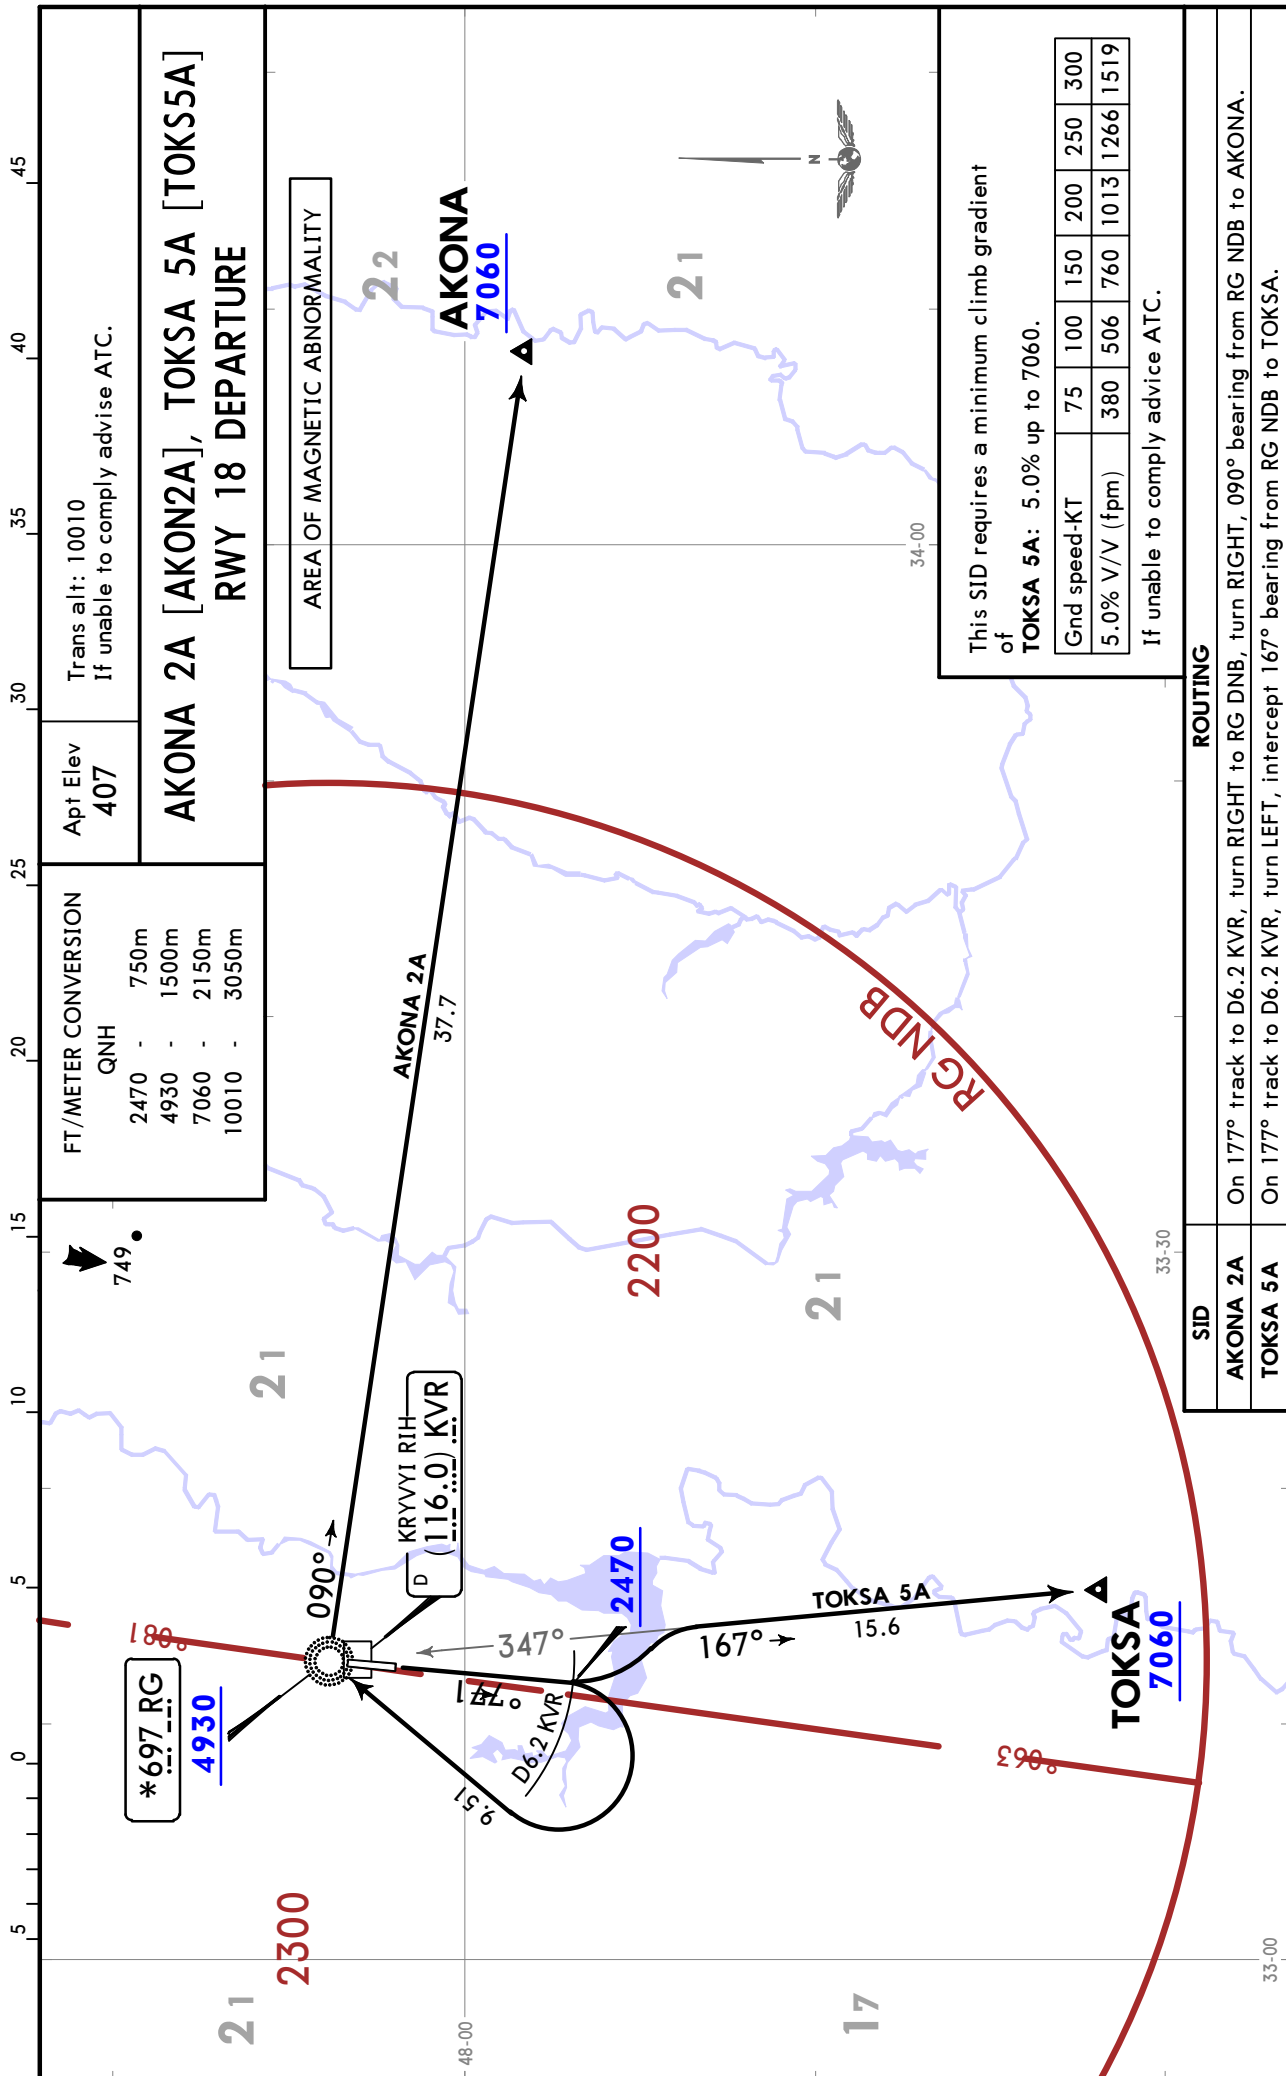 FT/METER CONVERSION
QNH
2470 - 750m
4930 - 1500m
7060 - 2150m
10010 - 3050m
Apt Elev
407
Trans alt: 10010
If unable to comply advise ATC.
AKONA 2A [AKON2A], TOKSA 5A [TOKS5A]
RWY 18 DEPARTURE
AREA OF MAGNETIC ABNORMALITY
5 0 5 10 15 20 25 30 35 40 45
749
*697 RG
4930
180°
090°
AKONA 2A
37.7
AKONA
7060
22
21
21
21
21
17
2300
2200
D
KRYVYI RIH
(116.0) KVR
177°
347°
9.51
D6.2 KVR
2470
167°
TOKSA 5A
15.6
TOKSA
7060
063°
RG NDB
48-00
33-00
33-30
34-00
N
This SID requires a minimum climb gradient
of
TOKSA 5A: 5.0% up to 7060.
Gnd speed-KT 75 100 150 200 250 300
5.0% V/V (fpm) 380 506 760 1013 1266 1519
If unable to comply advice ATC.
SID ROUTING
AKONA 2A On 177° track to D6.2 KVR, turn RIGHT to RG DNB, turn RIGHT, 090° bearing from RG NDB to AKONA.
TOKSA 5A On 177° track to D6.2 KVR, turn LEFT, intercept 167° bearing from RG NDB to TOKSA.